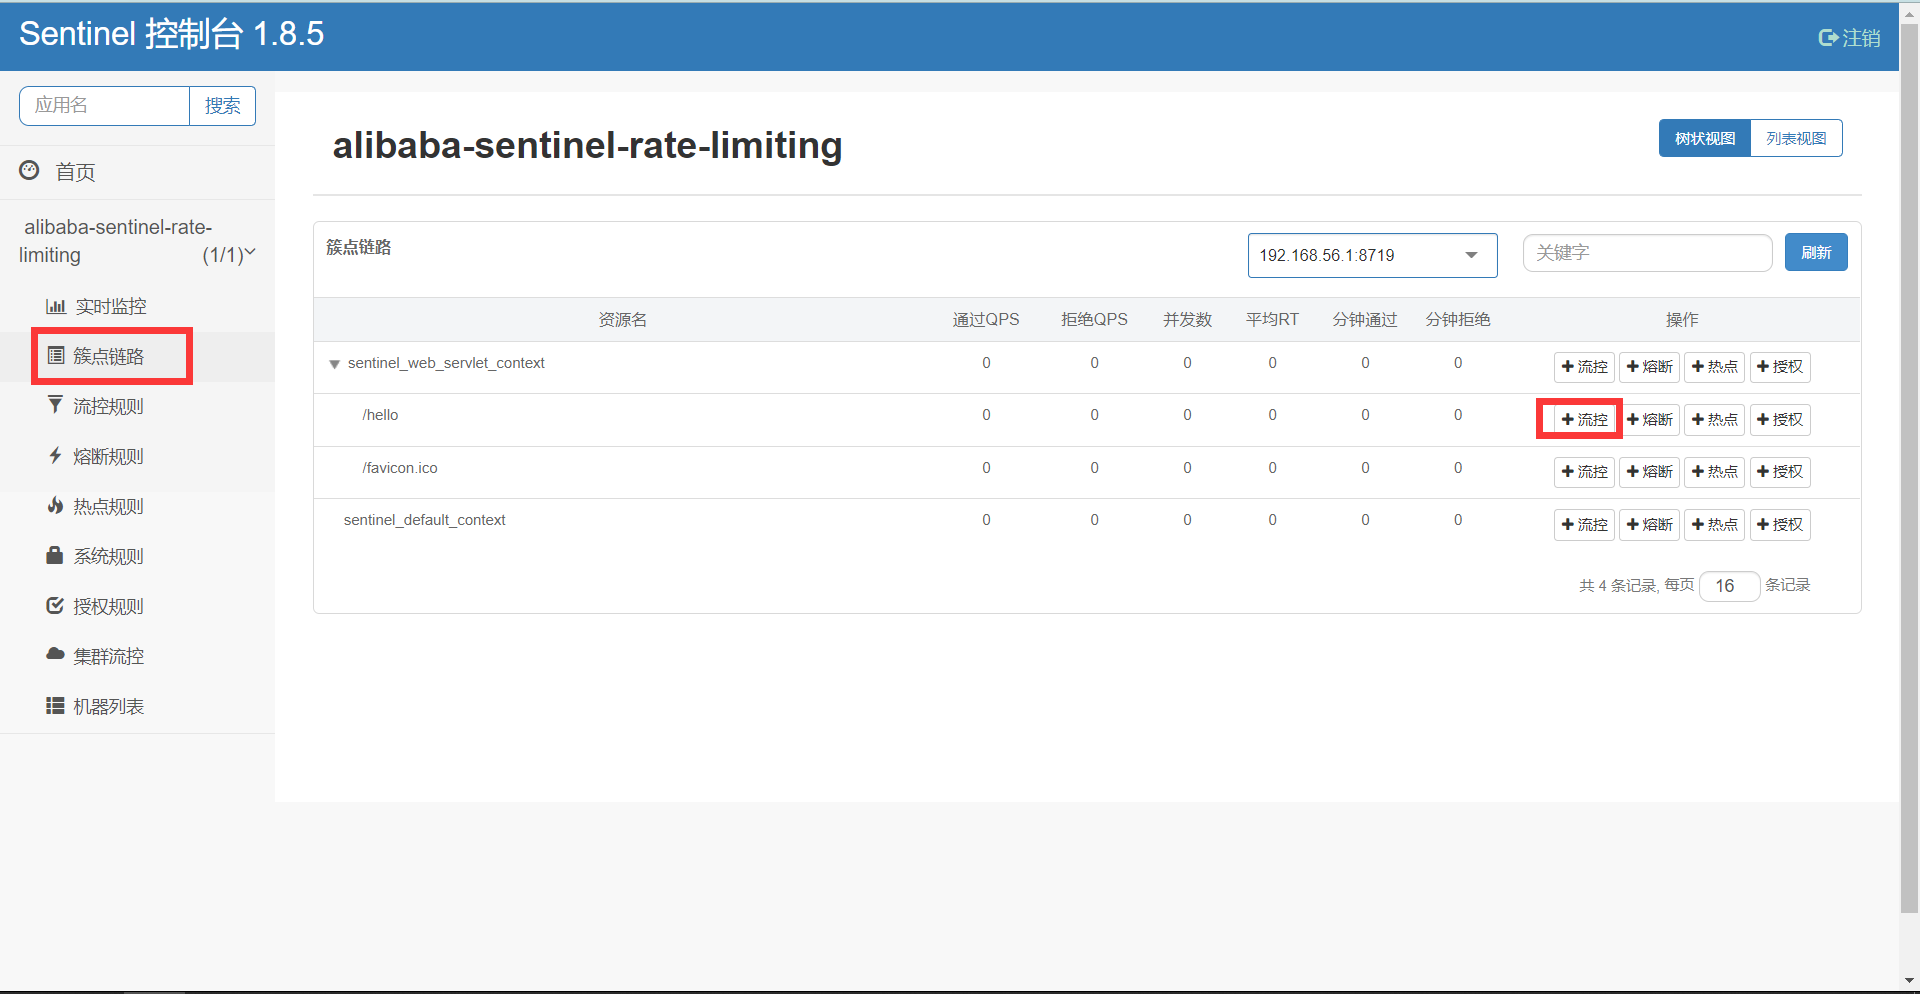 Sentinel 控制台 1.8.5
注销
应用名
搜索
首页
alibaba-sentinel-rate-
limiting (1/1)
实时监控
簇点链路
流控规则
熔断规则
热点规则
系统规则
授权规则
集群流控
机器列表
alibaba-sentinel-rate-limiting
树状视图 列表视图
簇点链路
192.168.56.1:8719
关键字
刷新
资源名 通过QPS 拒绝QPS 并发数 平均RT 分钟通过 分钟拒绝 操作
sentinel_web_servlet_context 0 0 0 0 0 0 流控 熔断 热点 授权
/hello 0 0 0 0 0 0 流控 熔断 热点 授权
/favicon.ico 0 0 0 0 0 0 流控 熔断 热点 授权
sentinel_default_context 0 0 0 0 0 0 流控 熔断 热点 授权
共 4 条记录, 每页 16 条记录